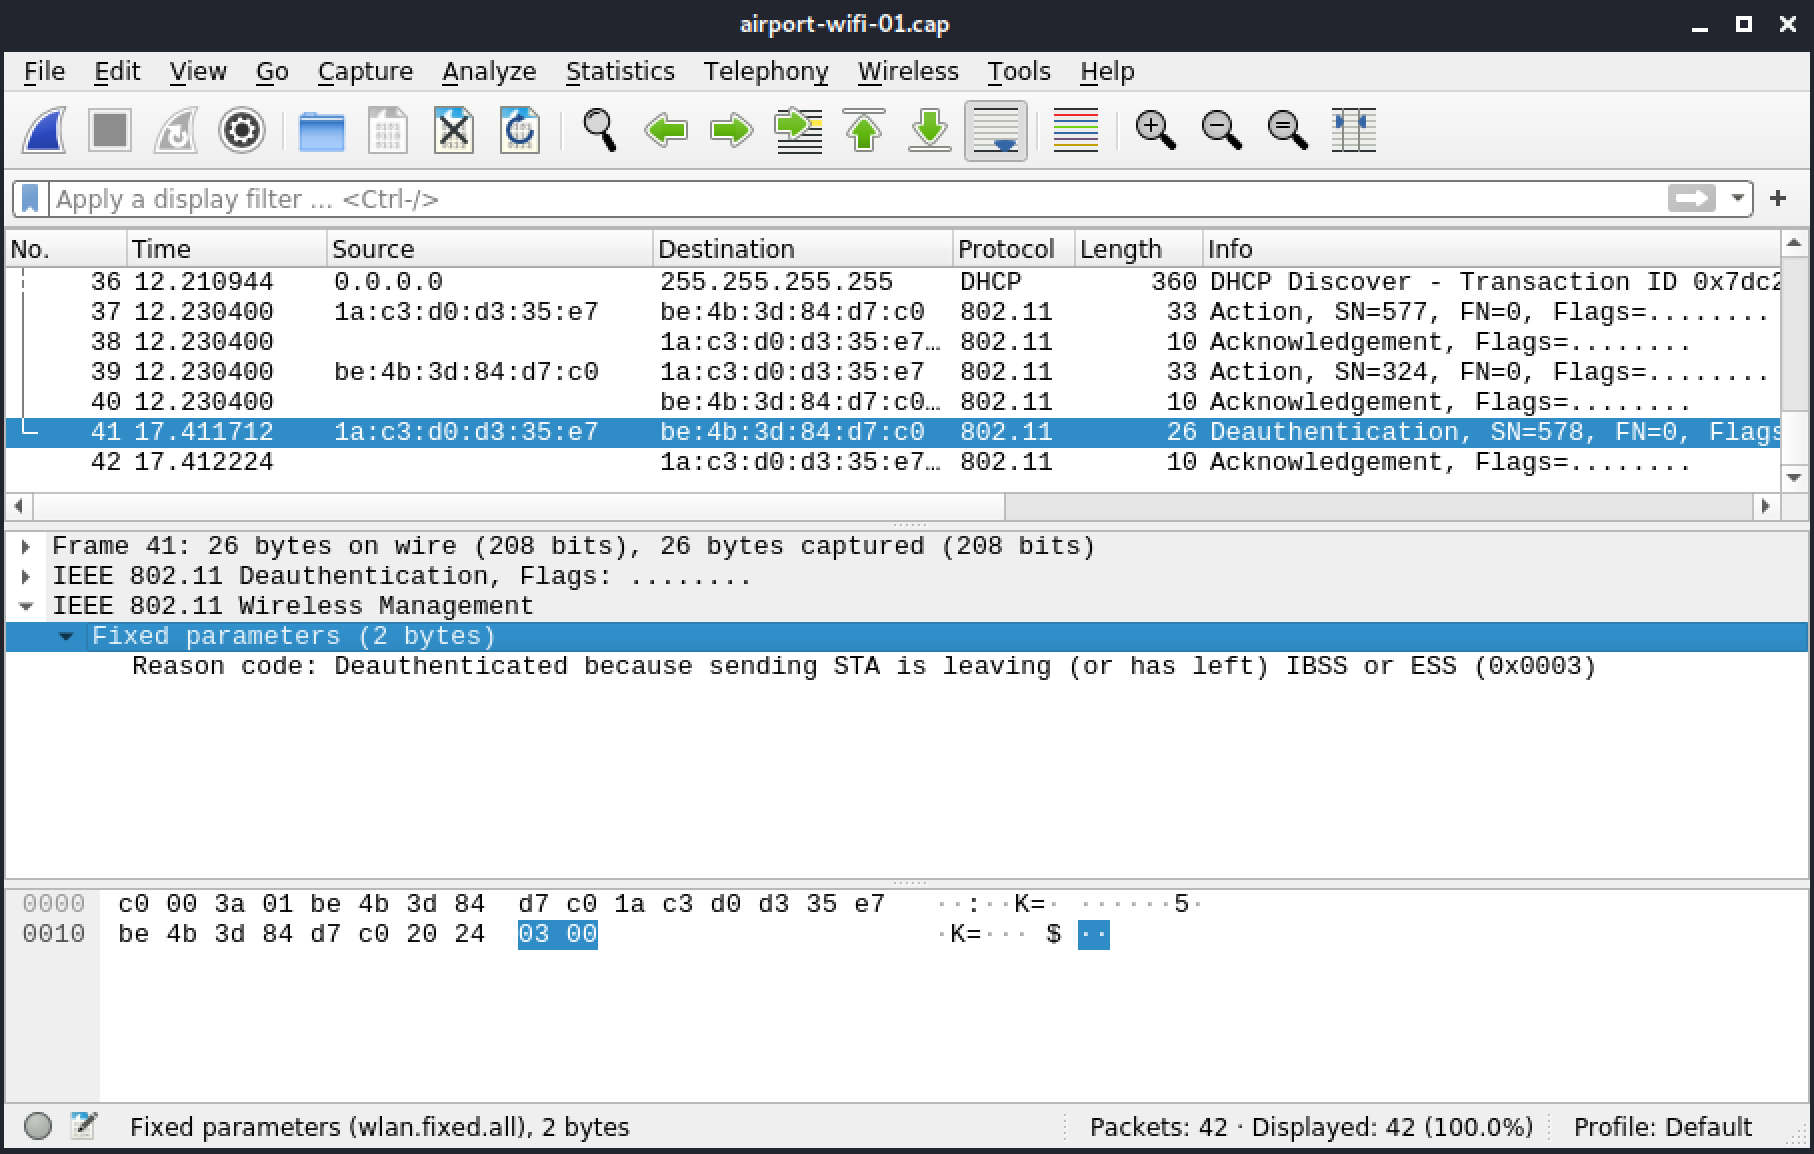 airport-wifi-01.cap
File Edit View Go Capture Analyze Statistics Telephony Wireless Tools Help
Apply a display filter ... <Ctrl-/>
+
No. Time Source Destination Protocol Length Info
36 12.210944 0.0.0.0 255.255.255.255 DHCP 360 DHCP Discover - Transaction ID 0x7dc2
37 12.230400 1a:c3:d0:d3:35:e7 be:4b:3d:84:d7:c0 802.11 33 Action, SN=577, FN=0, Flags=........
38 12.230400 1a:c3:d0:d3:35:e7… 802.11 10 Acknowledgement, Flags=........
39 12.230400 be:4b:3d:84:d7:c0 1a:c3:d0:d3:35:e7 802.11 33 Action, SN=324, FN=0, Flags=........
40 12.230400 be:4b:3d:84:d7:c0… 802.11 10 Acknowledgement, Flags=........
41 17.411712 1a:c3:d0:d3:35:e7 be:4b:3d:84:d7:c0 802.11 26 Deauthentication, SN=578, FN=0, Flags
42 17.412224 1a:c3:d0:d3:35:e7… 802.11 10 Acknowledgement, Flags=........
Frame 41: 26 bytes on wire (208 bits), 26 bytes captured (208 bits)
IEEE 802.11 Deauthentication, Flags: ........
IEEE 802.11 Wireless Management
Fixed parameters (2 bytes)
Reason code: Deauthenticated because sending STA is leaving (or has left) IBSS or ESS (0x0003)
0000 c0 00 3a 01 be 4b 3d 84 d7 c0 1a c3 d0 d3 35 e7 ··:··K=· ······5·
0010 be 4b 3d 84 d7 c0 20 24 03 00 ·K=··· $ ··
Fixed parameters (wlan.fixed.all), 2 bytes Packets: 42 · Displayed: 42 (100.0%) Profile: Default